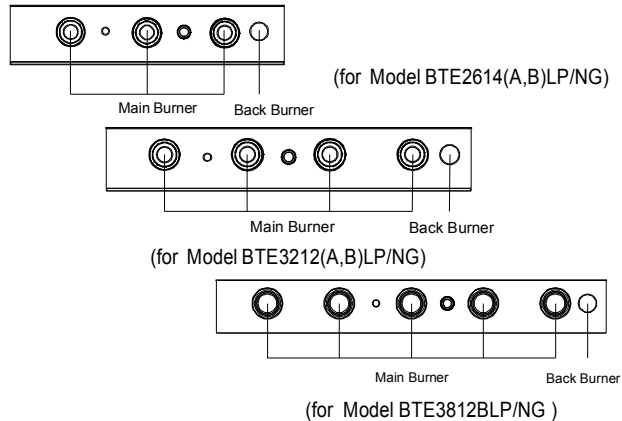 (for Model BTE2614(A,B)LP/NG)
Main Burner Back Burner
Main Burner Back Burner
(for Model BTE3212(A,B)LP/NG)
Main Burner Back Burner
(for Model BTE3812BLP/NG )